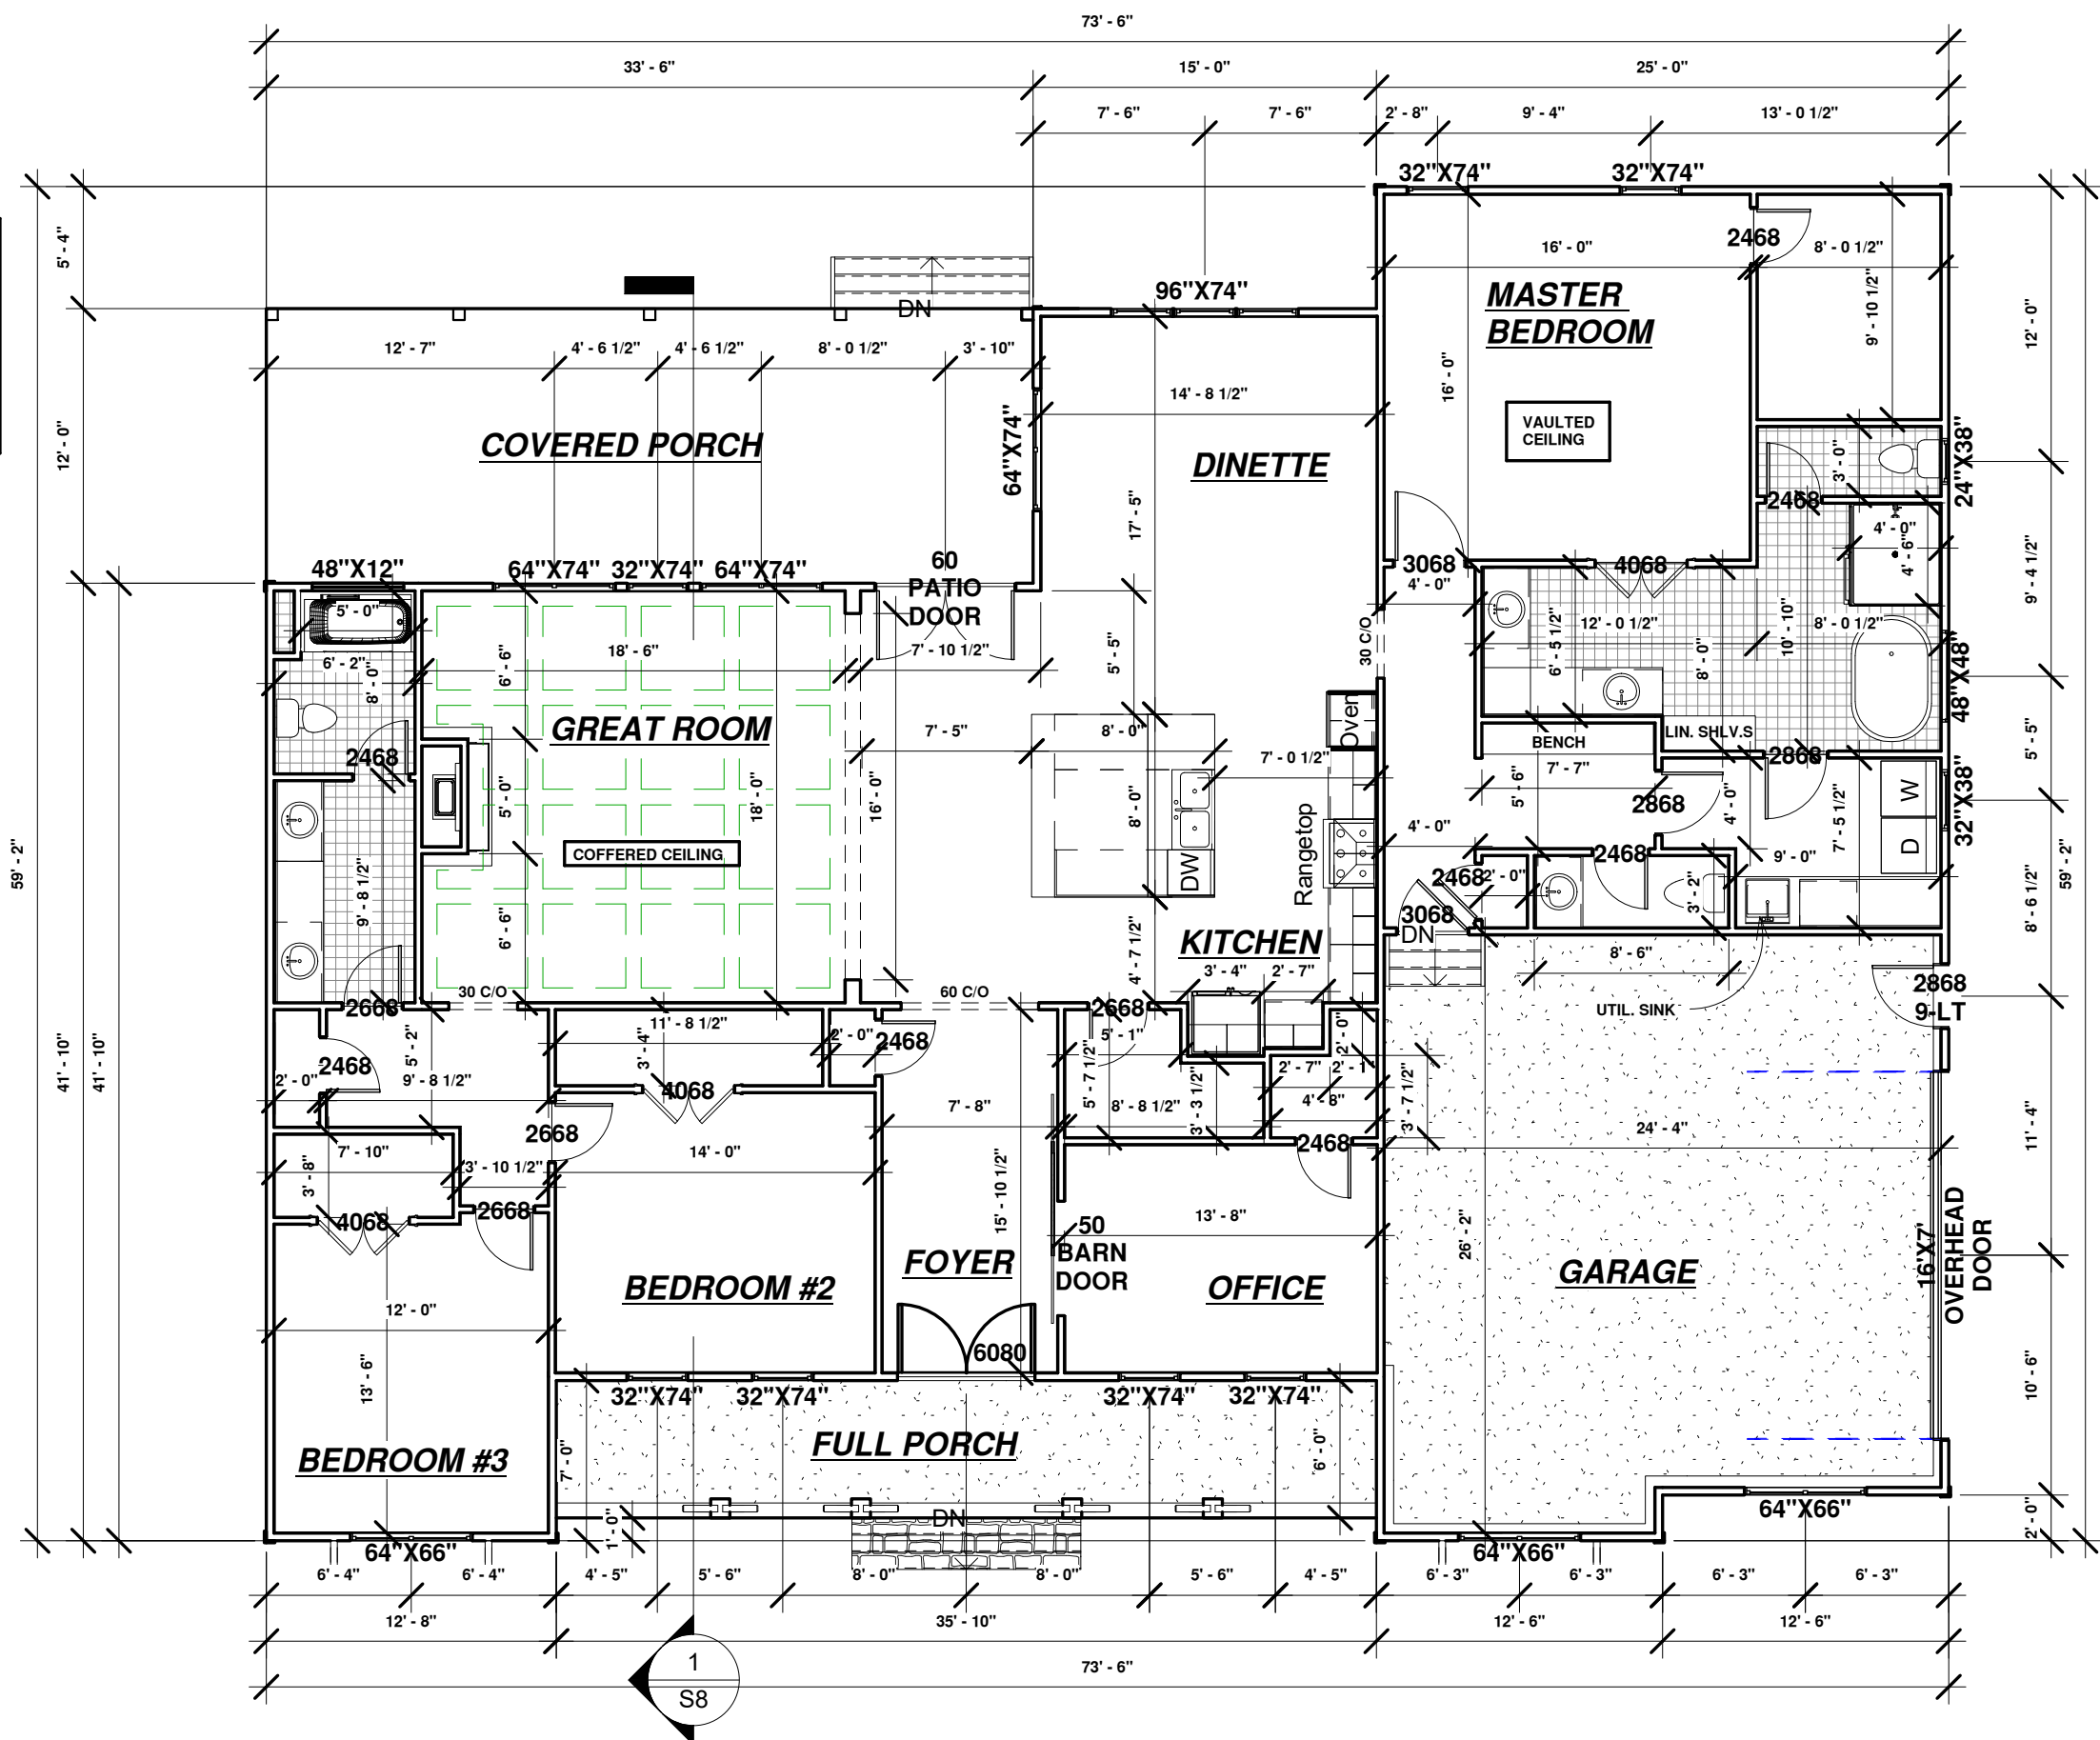 73' - 6"
33' - 6"
15' - 0"
25' - 0"
7' - 6"
7' - 6"
2' - 8"
9' - 4"
13' - 0 1/2"
32"X74"
32"X74"
5' - 4"
12' - 0"
59' - 2"
41' - 10"
41' - 10"
DN
96"X74"
16' - 0"
2468
8' - 0 1/2"
9' - 10 1/2"
MASTER
BEDROOM
16' - 0"
VAULTED
CEILING
12' - 0"
12' - 7"
4' - 6 1/2"
4' - 6 1/2"
8' - 0 1/2"
3' - 10"
COVERED PORCH
64"X74"
14' - 8 1/2"
DINETTE
17' - 5"
3' - 0"
24"X38"
2468
4' - 0"
4' - 6"
9' - 4 1/2"
48"X12"
64"X74"
32"X74"
64"X74"
60
PATIO
DOOR
7' - 10 1/2"
3068
4' - 0"
4068
30 C/O
5' - 0"
6' - 2"
8' - 0"
18' - 6"
6' - 6"
5' - 5"
6' - 5 1/2"
12' - 0 1/2"
8' - 0"
10' - 10"
8' - 0 1/2"
48"X48"
GREAT ROOM
7' - 5"
8' - 0"
7' - 0 1/2"
Oven
BENCH
LIN. SHLV.S
2868
5' - 5"
2468
5' - 0"
18' - 0"
16' - 0"
8' - 0"
DW
Rangetop
5' - 6"
7' - 7"
2868
4' - 0"
7' - 5 1/2"
W
D
32"X38"
COFFERED CEILING
4' - 0"
2468
9' - 0"
2468
2' - 0"
3' - 2"
3068
DN
9' - 8 1/2"
6' - 6"
4' - 7 1/2"
KITCHEN
3' - 4"
2' - 7"
8' - 6"
UTIL. SINK
2868
9-LT
8' - 6 1/2"
59' - 2"
2668
30 C/O
60 C/O
2668
5' - 2"
11' - 8 1/2"
3' - 4"
2' - 0"
2468
5' - 1"
2' - 0"
2468
2' - 0"
9' - 8 1/2"
4068
5' - 7 1/2"
8' - 8 1/2"
3' - 3 1/2"
2' - 7"
2' - 1"
4' - 8"
3' - 7 1/2"
2468
7' - 8"
2668
14' - 0"
7' - 10"
3' - 8"
3' - 10 1/2"
4068
2668
15' - 10 1/2"
50
BARN
DOOR
13' - 8"
24' - 4"
26' - 2"
11' - 4"
16'X7'
OVERHEAD
DOOR
FOYER
BEDROOM #2
OFFICE
GARAGE
12' - 0"
13' - 6"
6080
32"X74"
32"X74"
32"X74"
32"X74"
10' - 6"
BEDROOM #3
FULL PORCH
7' - 0"
6' - 0"
1' - 0"
DN
64"X66"
64"X66"
64"X66"
2' - 0"
6' - 4"
6' - 4"
4' - 5"
5' - 6"
8' - 0"
8' - 0"
5' - 6"
4' - 5"
6' - 3"
6' - 3"
6' - 3"
6' - 3"
12' - 8"
35' - 10"
12' - 6"
12' - 6"
73' - 6"
1
S8